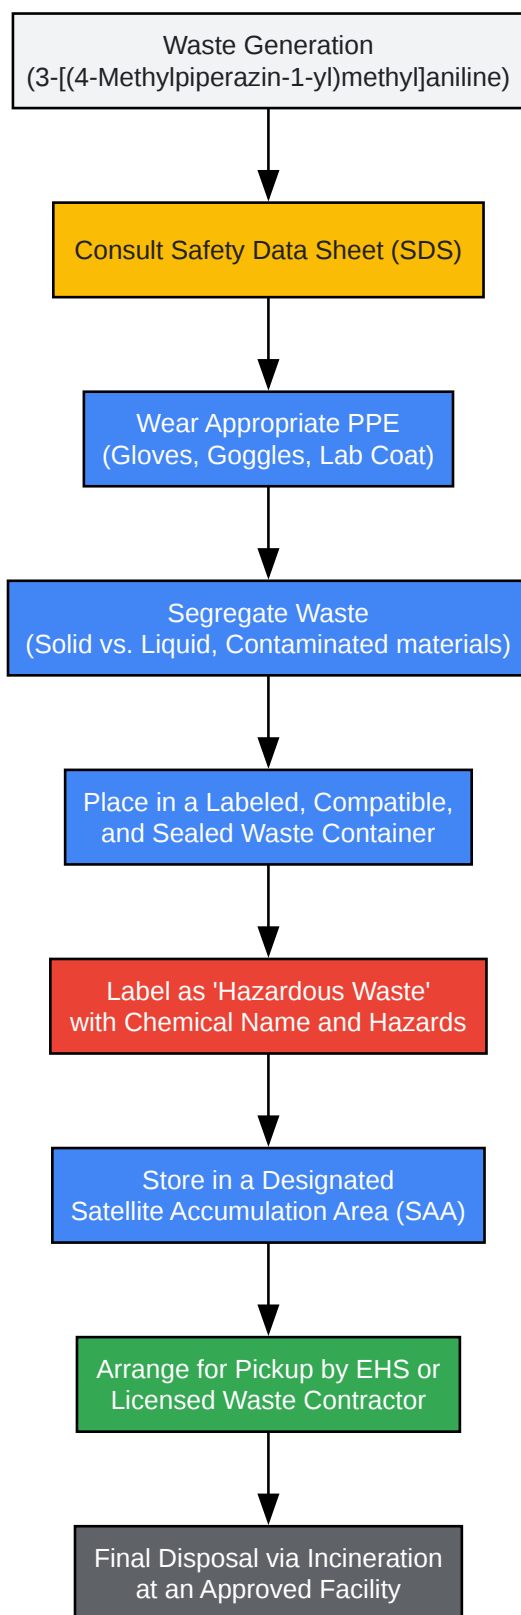 Waste Generation
(3-[(4-Methylpiperazin-1-yl)methyl]aniline)
Consult Safety Data Sheet (SDS)
Wear Appropriate PPE
(Gloves, Goggles, Lab Coat)
Segregate Waste
(Solid vs. Liquid, Contaminated materials)
Place in a Labeled, Compatible,
and Sealed Waste Container
Label as 'Hazardous Waste'
with Chemical Name and Hazards
Store in a Designated
Satellite Accumulation Area (SAA)
Arrange for Pickup by EHS or
Licensed Waste Contractor
Final Disposal via Incineration
at an Approved Facility